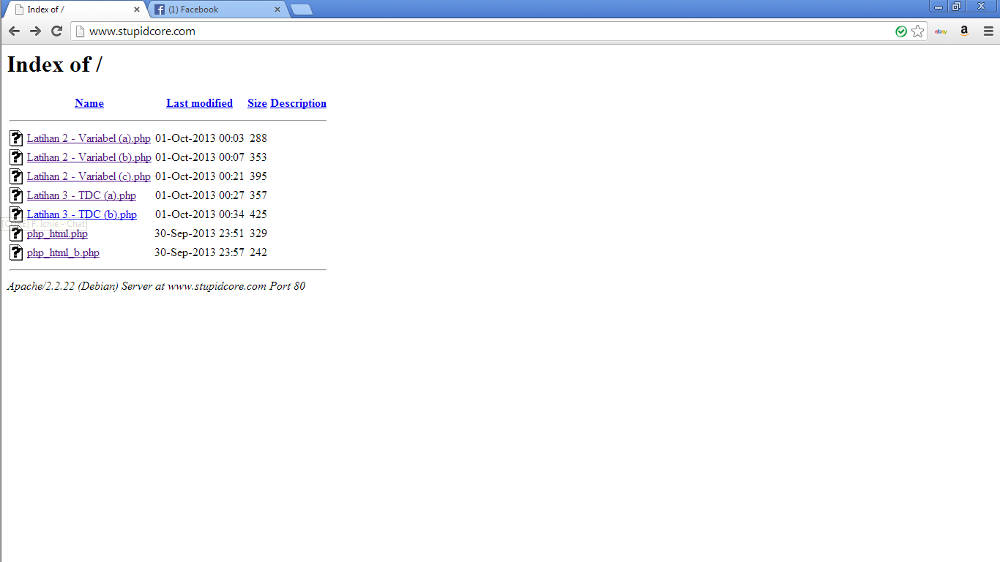 Index of /
(1) Facebook
www.stupidcore.com
ebay
a
Index of /
Name Last modified Size Description
Latihan 2 - Variabel (a).php 01-Oct-2013 00:03 288
Latihan 2 - Variabel (b).php 01-Oct-2013 00:07 353
Latihan 2 - Variabel (c).php 01-Oct-2013 00:21 395
Latihan 3 - TDC (a).php 01-Oct-2013 00:27 357
Latihan 3 - TDC (b).php 01-Oct-2013 00:34 425
F. Ichie - Chat
php_html.php 30-Sep-2013 23:51 329
php_html_b.php 30-Sep-2013 23:57 242
Apache/2.2.22 (Debian) Server at www.stupidcore.com Port 80